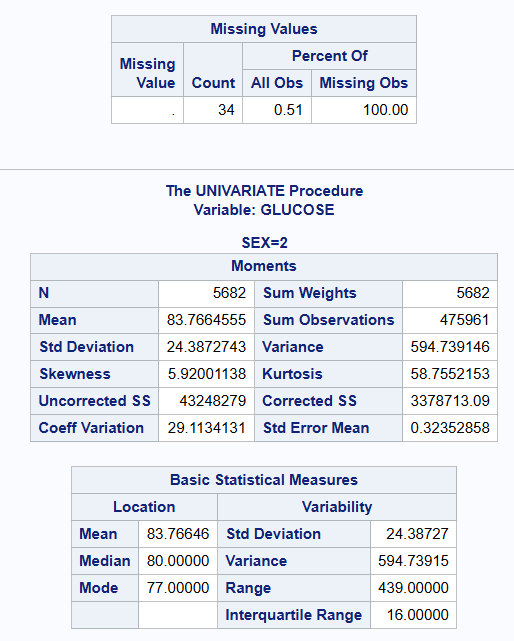 Missing Values
Missing Value Count Percent Of
All Obs Missing Obs
. 34 0.51 100.00
The UNIVARIATE Procedure
Variable: GLUCOSE
SEX=2
Moments
N 5682 Sum Weights 5682
Mean 83.7664555 Sum Observations 475961
Std Deviation 24.3872743 Variance 594.739146
Skewness 5.92001138 Kurtosis 58.7552153
Uncorrected SS 43248279 Corrected SS 3378713.09
Coeff Variation 29.1134131 Std Error Mean 0.32352858
Basic Statistical Measures
Location Variability
Mean 83.76646 Std Deviation 24.38727
Median 80.00000 Variance 594.73915
Mode 77.00000 Range 439.00000
Interquartile Range 16.00000